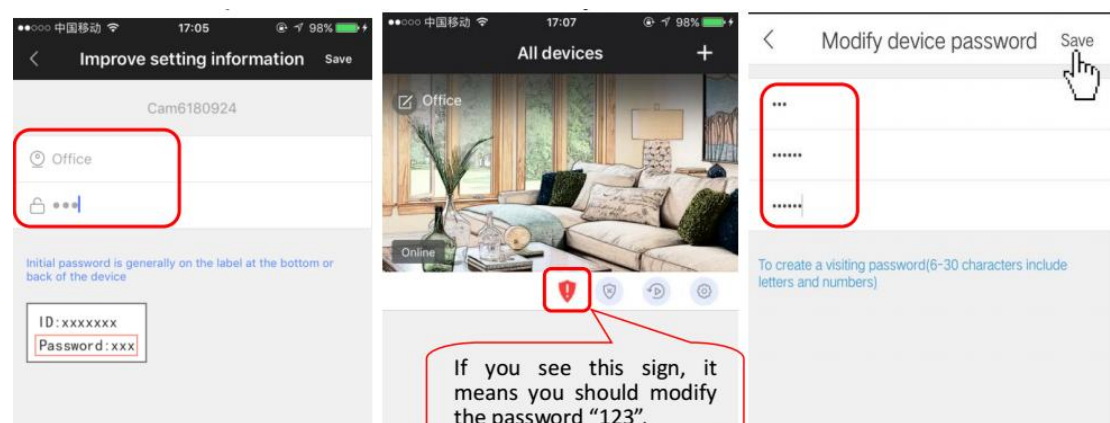 中国移动 17:05 98%
Improve setting information Save
Cam6180924
Office
Initial password is generally on the label at the bottom or
back of the device
ID:xxxxxxx
Password:xxx
中国移动 17:07 98%
All devices +
Office
Online
If you see this sign, it
means you should modify
the password “123”.
Modify device password Save
To create a visiting password(6-30 characters include
letters and numbers)